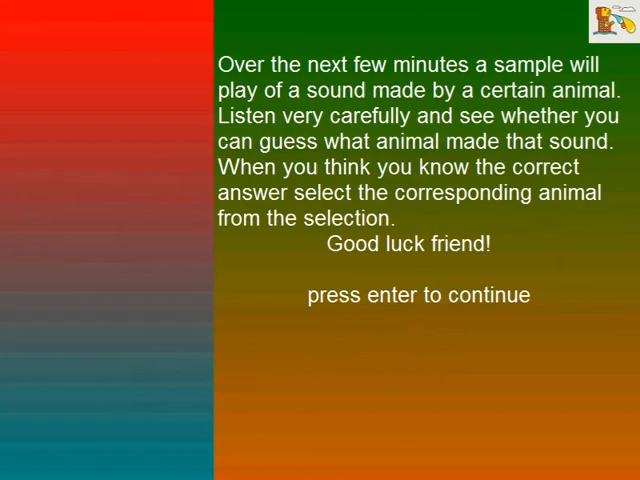 Over the next few minutes a sample will
play of a sound made by a certain animal.
Listen very carefully and see whether you
can guess what animal made that sound.
When you think you know the correct
answer select the corresponding animal
from the selection.
Good luck friend!
press enter to continue